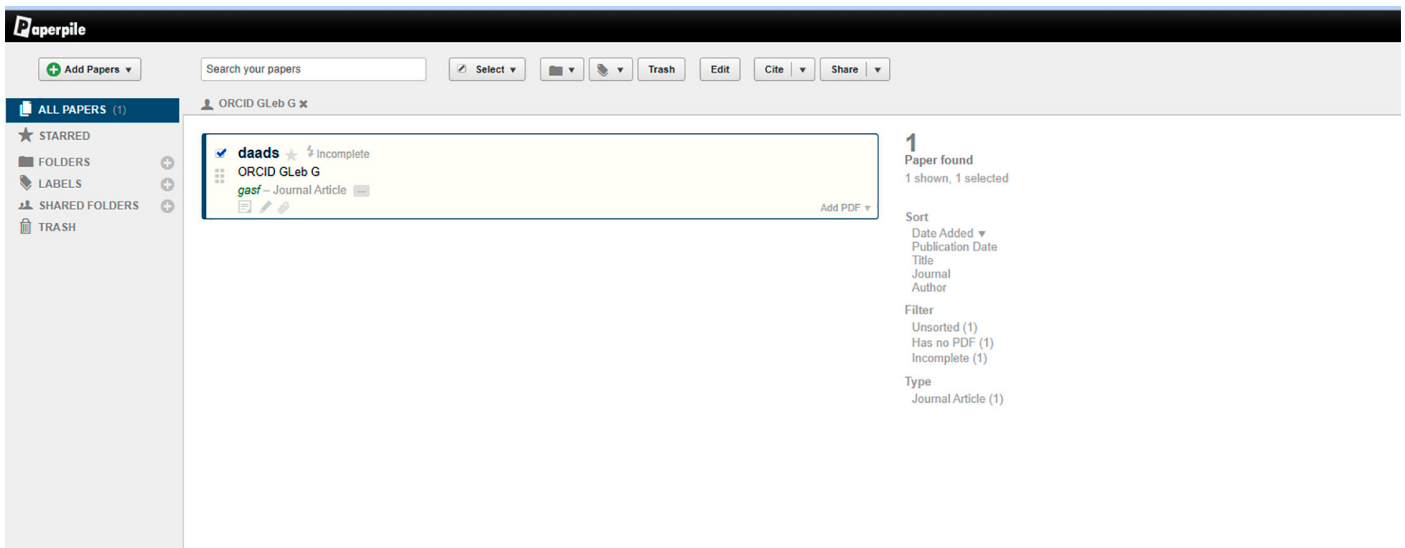 Paperpile
Add Papers
Search your papers
Select
Trash
Edit
Cite
Share
ALL PAPERS (1)
STARRED
FOLDERS
LABELS
SHARED FOLDERS
TRASH
ORCID GLeb G
daads Incomplete
ORCID GLeb G
gasf – Journal Article ...
Add PDF
1
Paper found
1 shown, 1 selected
Sort
Date Added
Publication Date
Title
Journal
Author
Filter
Unsorted (1)
Has no PDF (1)
Incomplete (1)
Type
Journal Article (1)